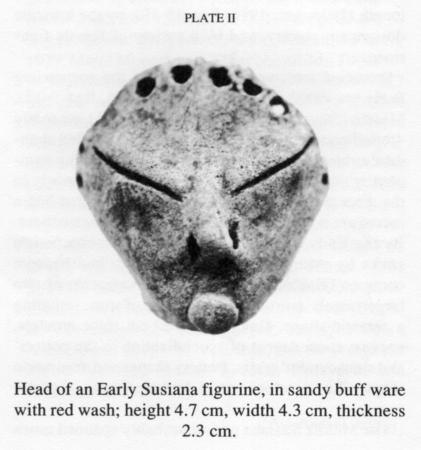 PLATE II
Head of an Early Susiana figurine, in sandy buff ware
with red wash; height 4.7 cm, width 4.3 cm, thickness
2.3 cm.